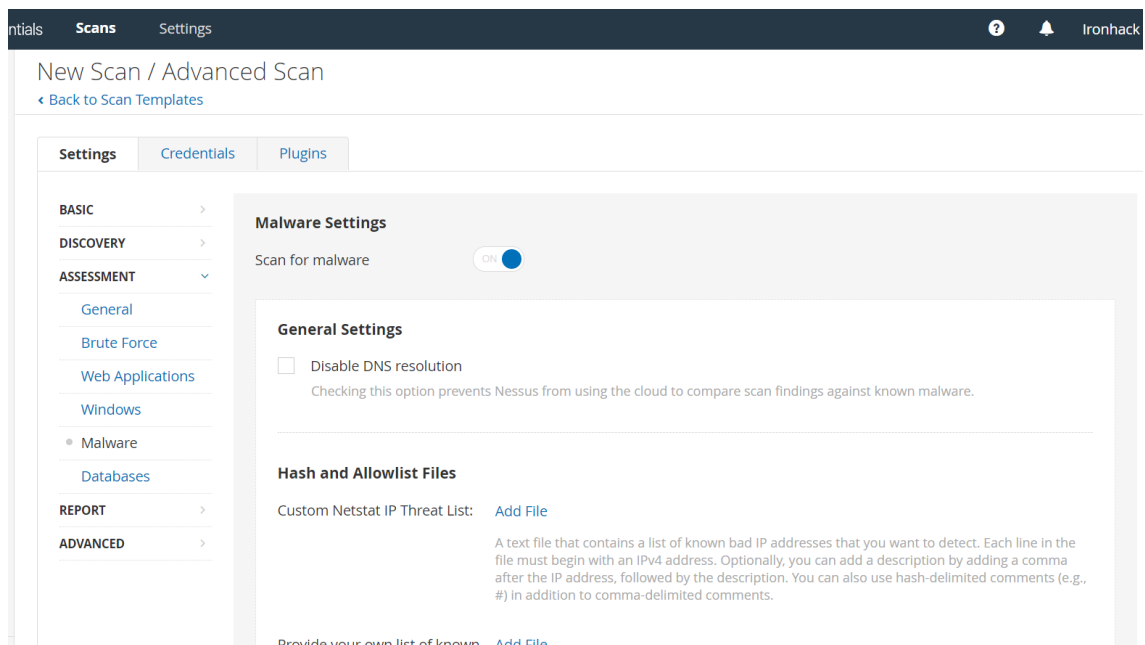 ntials Scans Settings Ironhack
New Scan / Advanced Scan
Back to Scan Templates
Settings Credentials Plugins
BASIC
DISCOVERY
ASSESSMENT
General
Brute Force
Web Applications
Windows
Malware
Databases
REPORT
ADVANCED
Malware Settings
Scan for malware ON
General Settings
Disable DNS resolution
Checking this option prevents Nessus from using the cloud to compare scan findings against known malware.
Hash and Allowlist Files
Custom Netstat IP Threat List: Add File
A text file that contains a list of known bad IP addresses that you want to detect. Each line in the
file must begin with an IPv4 address. Optionally, you can add a description by adding a comma
after the IP address, followed by the description. You can also use hash-delimited comments (e.g.,
#) in addition to comma-delimited comments.
Provide your own list of known Add File